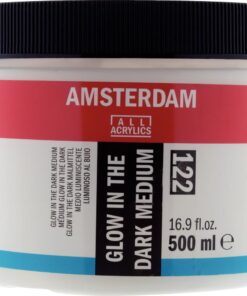 AMSTERDAM
ALL
ACRYLICS
GLOW IN THE DARK MEDIUM
MEDIUM GLOW IN THE DARK
GLOW IN THE DARK MALMITTEL
MEDIO LUMINISCENTE
LUMINOSO AL BUIO
GLOW IN THE
DARK MEDIUM
122
16.9 fl.oz.
500 ml e